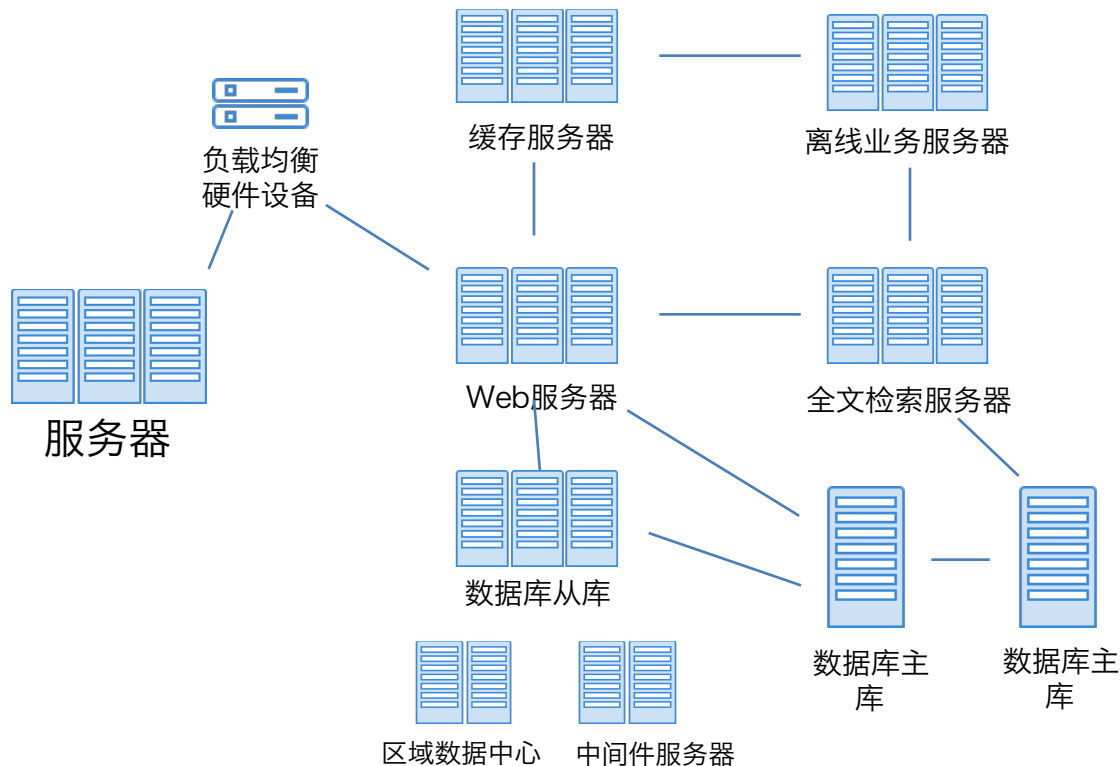 缓存服务器
离线业务服务器
负载均衡
硬件设备
服务器
Web服务器
全文检索服务器
数据库从库
数据库主
库
数据库主
库
区域数据中心
中间件服务器